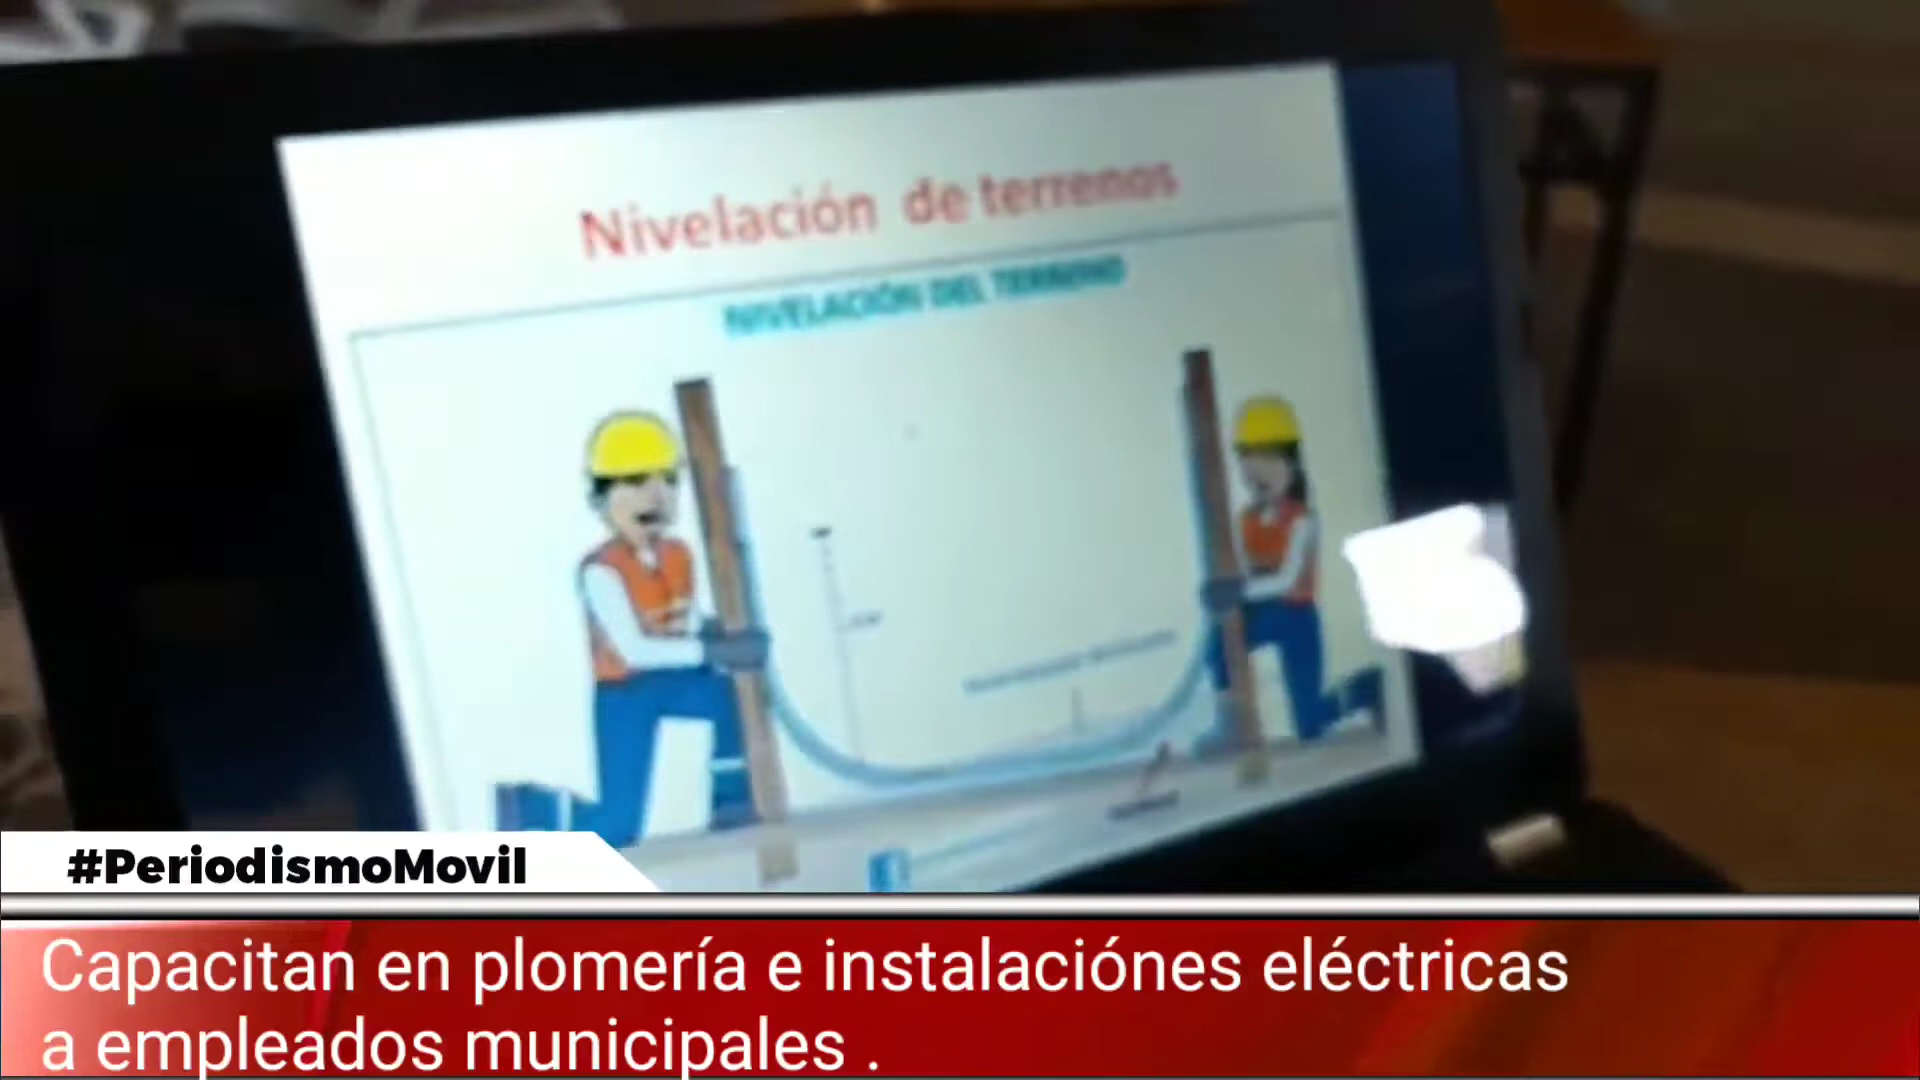 Nivelación de terrenos
NIVELACIÓN DEL TERRENO
#PeriodismoMovil
Capacitan en plomería e instalaciónes eléctricas
a empleados municipales .